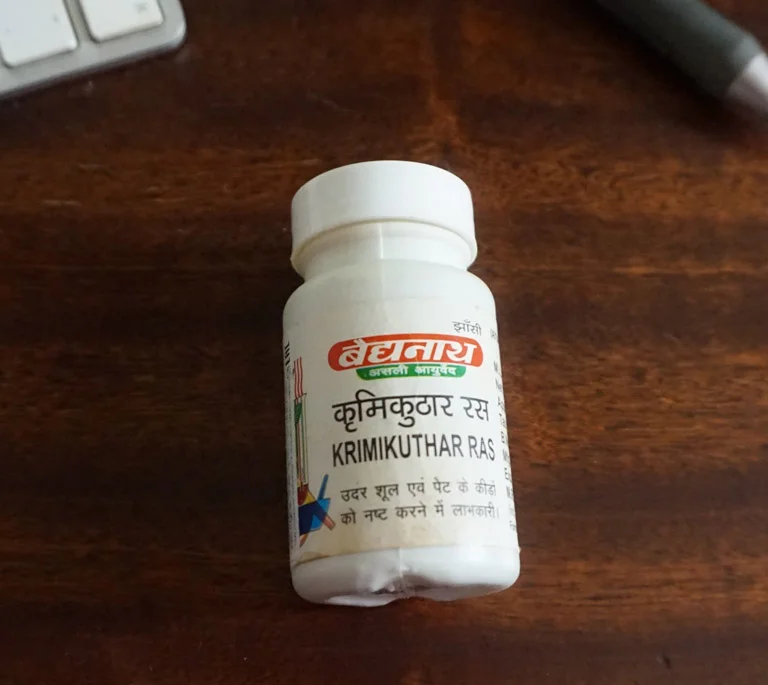 झाँसी
बैद्यनाथ
असली आयुर्वेद
कृमिकुठार रस
KRIMIKUTHAR RAS
उदर शूल एवं पेट के कीड़ों
को नष्ट करने में लाभकारी।